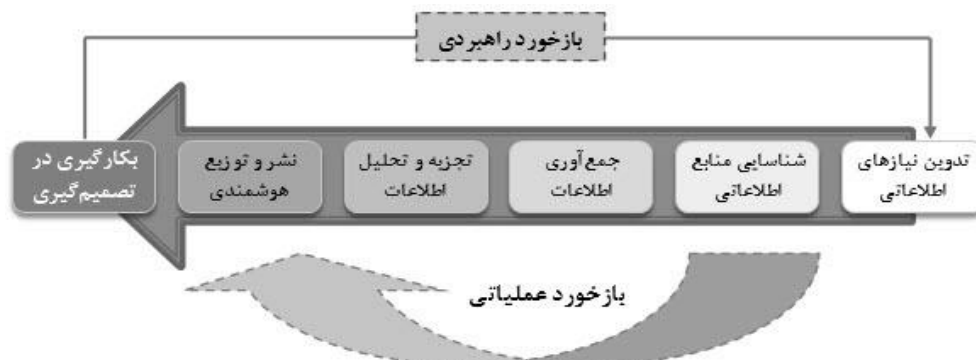 بازخورد راهبردی
تدوین نیازهای
اطلاعاتی
شناسایی منابع
اطلاعاتی
جمع‌آوری
اطلاعات
تجزیه و تحلیل
اطلاعات
نشر و توزیع
هوشمندی
بکارگیری در
تصمیم‌گیری
بازخورد عملیاتی